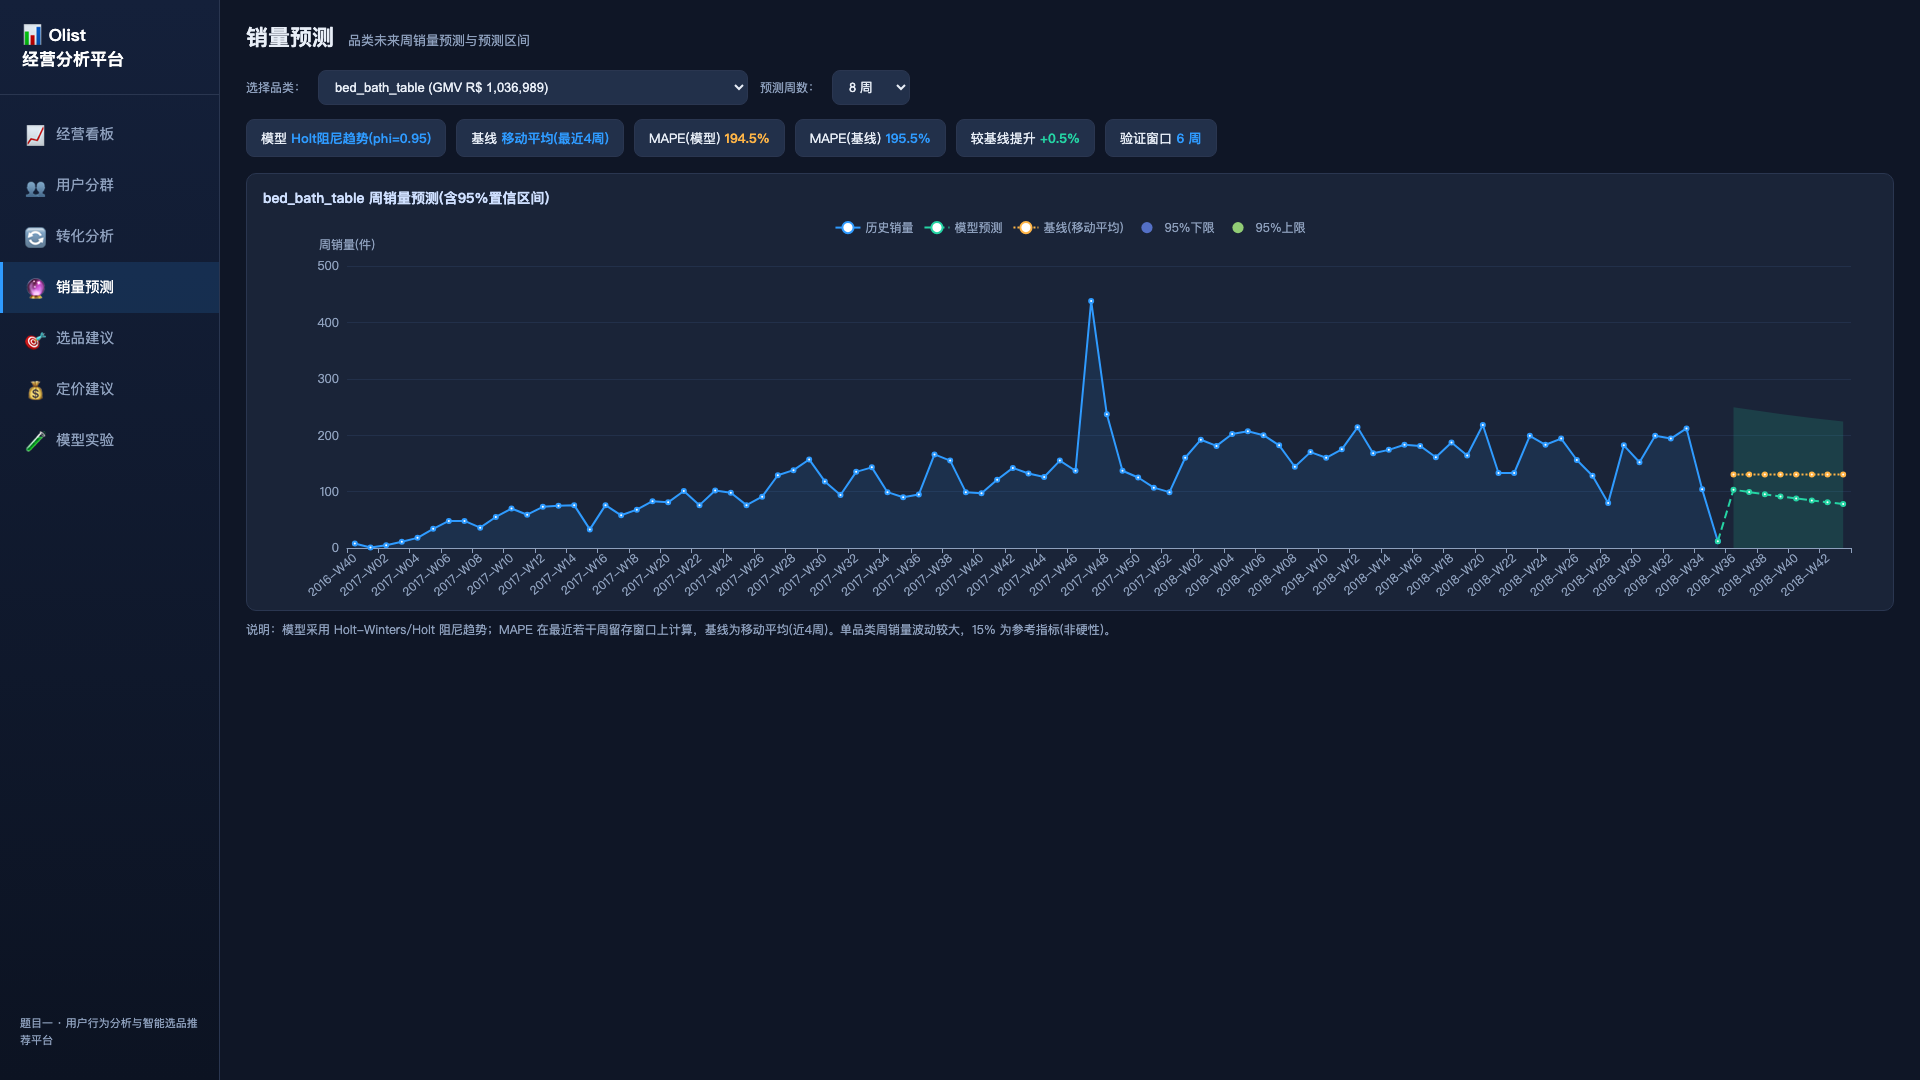 Olist
经营分析平台
经营看板
用户分群
转化分析
销量预测
选品建议
定价建议
模型实验
题目一 · 用户行为分析与智能选品推
荐平台
销量预测 品类未来周销量预测与预测区间
选择品类： bed_bath_table (GMV R$ 1,036,989) 预测周数： 8 周
模型 Holt阻尼趋势(phi=0.95) 基线 移动平均(最近4周) MAPE(模型) 194.5% MAPE(基线) 195.5% 较基线提升 +0.5% 验证窗口 6 周
bed_bath_table 周销量预测(含95%置信区间)
历史销量 模型预测 基线(移动平均) 95%下限 95%上限
周销量(件)
500
400
300
200
100
0
2016-W40 2017-W02 2017-W04 2017-W06 2017-W08 2017-W10 2017-W12 2017-W14 2017-W16 2017-W18 2017-W20 2017-W22 2017-W24 2017-W26 2017-W28 2017-W30 2017-W32 2017-W34 2017-W36 2017-W38 2017-W40 2017-W42 2017-W44 2017-W46 2017-W48 2017-W50 2017-W52 2018-W02 2018-W04 2018-W06 2018-W08 2018-W10 2018-W12 2018-W14 2018-W16 2018-W18 2018-W20 2018-W22 2018-W24 2018-W26 2018-W28 2018-W30 2018-W32 2018-W34 2018-W36 2018-W38 2018-W40 2018-W42
说明：模型采用 Holt-Winters/Holt 阻尼趋势；MAPE 在最近若干周留存窗口上计算，基线为移动平均(近4周)。单品类周销量波动较大，15% 为参考指标(非硬性)。